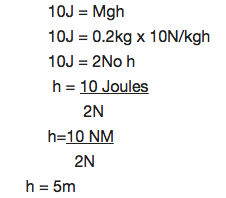 10J = Mgh
10J = 0.2kg x 10N/kgh
10J = 2No h
h = 10 Joules
2N
h=10 NM
2N
h = 5m